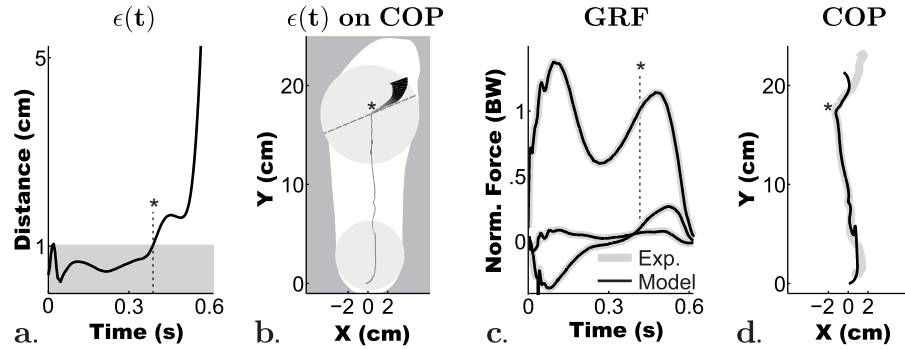 ϵ(t)
5
1
0
0.3
0.6
*
Distance (cm)
Time (s)
a.
ϵ(t) on COP
20
10
0
−2 0 2
*
Y (cm)
X (cm)
b.
GRF
1
.5
0
0
0.3
0.6
*
Norm. Force (BW)
Exp.
Model
Time (s)
c.
COP
20
10
0
−2 0 2
*
Y (cm)
X (cm)
d.